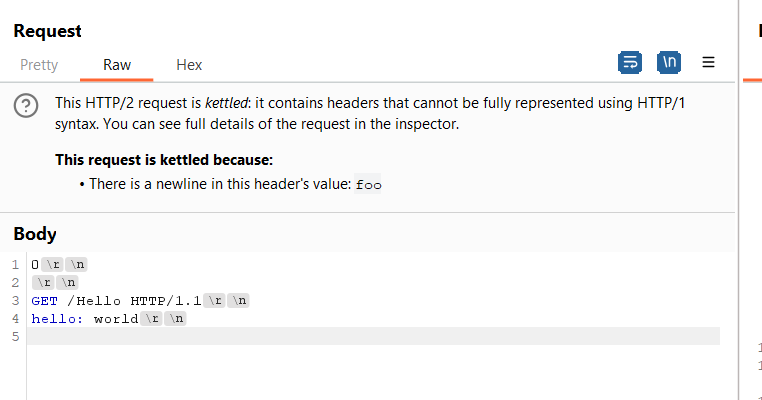 Request
Pretty Raw Hex \n
This HTTP/2 request is kettled: it contains headers that cannot be fully represented using HTTP/1
syntax. You can see full details of the request in the inspector.
This request is kettled because:
• There is a newline in this header's value: foo
Body
1 0 \r \n
2 \r \n
3 GET /Hello HTTP/1.1 \r \n
4 hello: world \r \n
5